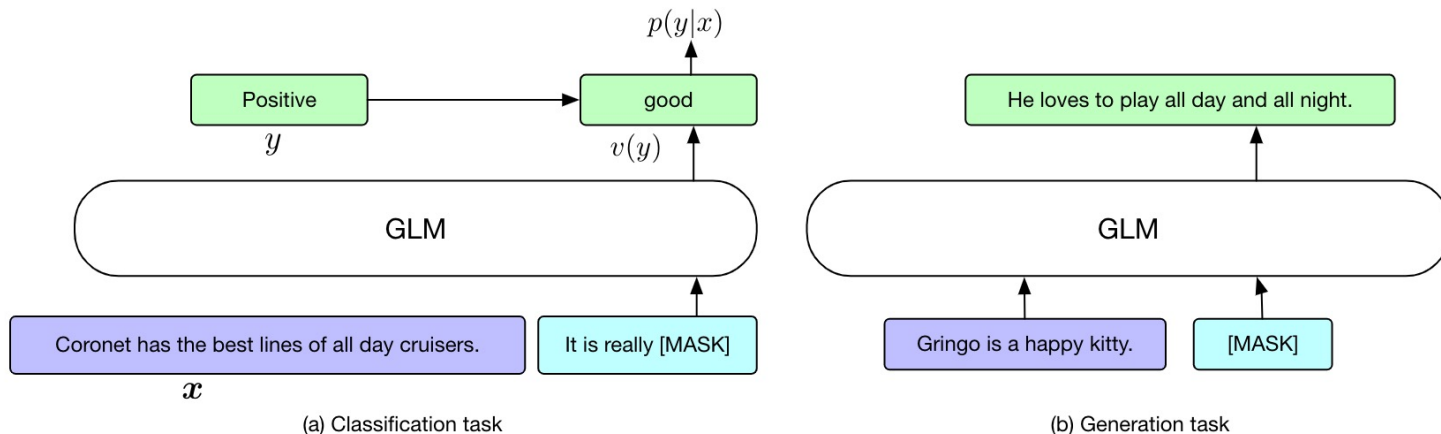 p(y|x)
Positive
good
y
v(y)
GLM
Coronet has the best lines of all day cruisers.
It is really [MASK]
x
(a) Classification task
He loves to play all day and all night.
GLM
Gringo is a happy kitty.
[MASK]
(b) Generation task